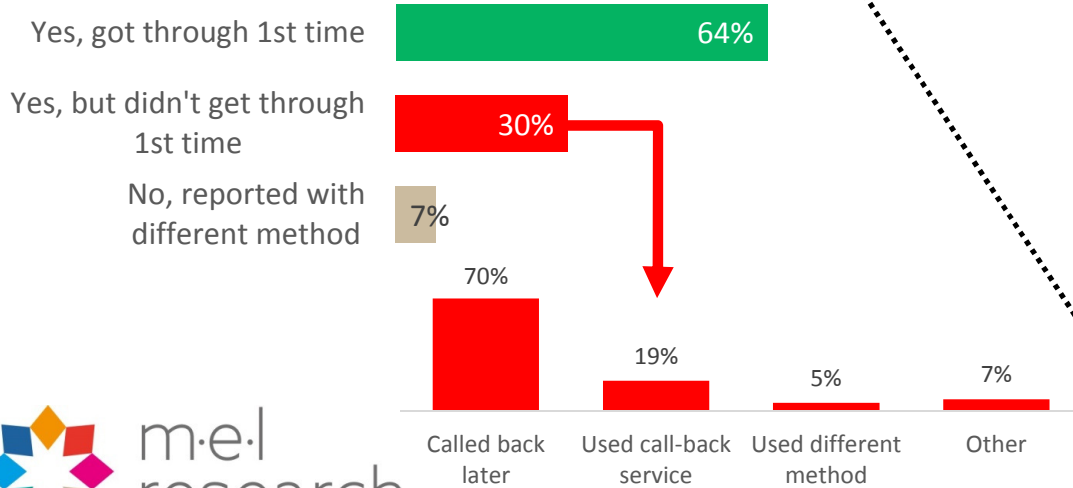 Yes, got through 1st time
64%
Yes, but didn't get through
1st time
30%
No, reported with
different method
7%
70%
19%
5%
7%
Called back
later
Used call-back
service
Used different
method
Other
m·e·l
research